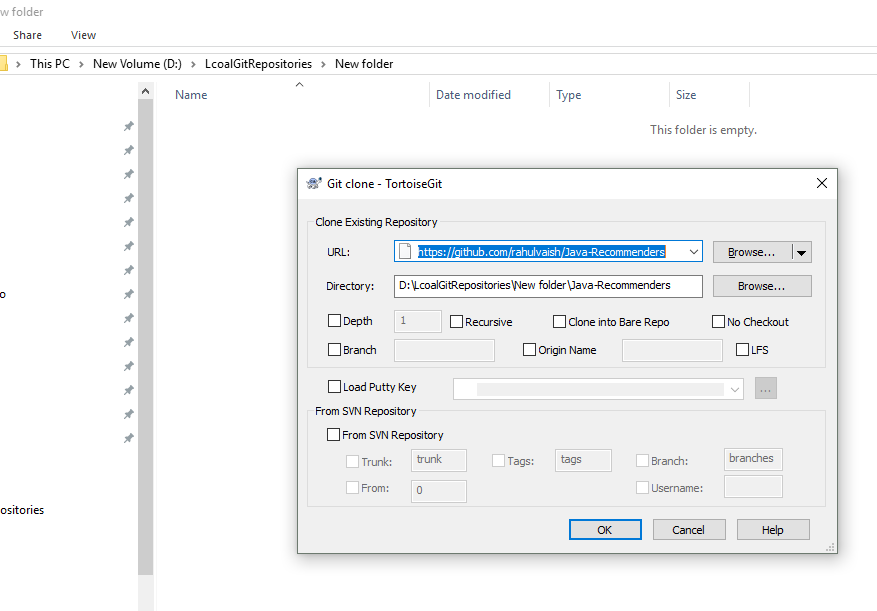 w folder
Share View
This PC > New Volume (D:) > LcoalGitRepositories > New folder
Name Date modified Type Size
This folder is empty.
Git clone - TortoiseGit
Clone Existing Repository
URL: https://github.com/rahulvaish/Java-Recommenders Browse...
Directory: D:\LcoalGitRepositories\New folder\Java-Recommenders Browse...
o
Depth 1 Recursive Clone into Bare Repo No Checkout
Branch Origin Name LFS
Load Putty Key ...
From SVN Repository
From SVN Repository
Trunk: trunk Tags: tags Branch: branches
From: 0 Username:
ositories
OK Cancel Help